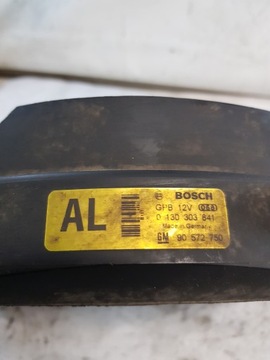 AL
BOSCH
GPB 12V
0 130 303 841
Made in Germany
GM 90 572 750